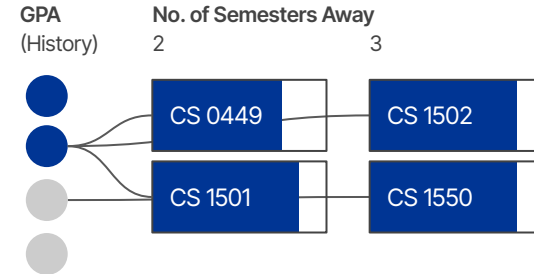 GPA No. of Semesters Away
(History) 2 3
CS 0449 CS 1502
CS 1501 CS 1550